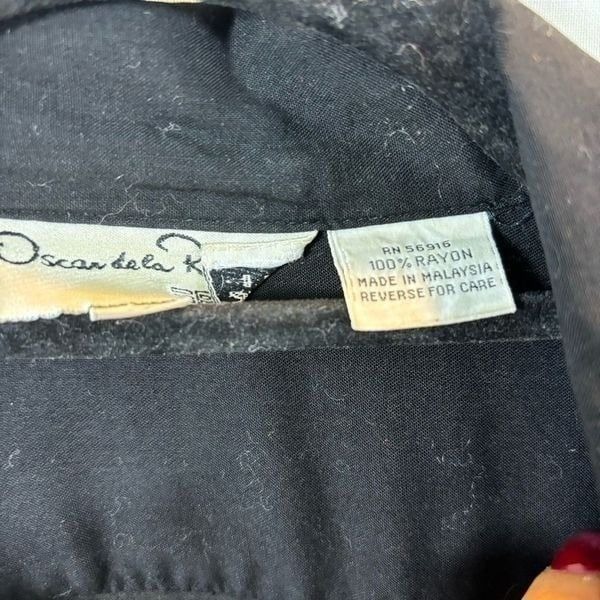 Oscar de la R
RN 56916
100% RAYON
MADE IN MALAYSIA
REVERSE FOR CARE